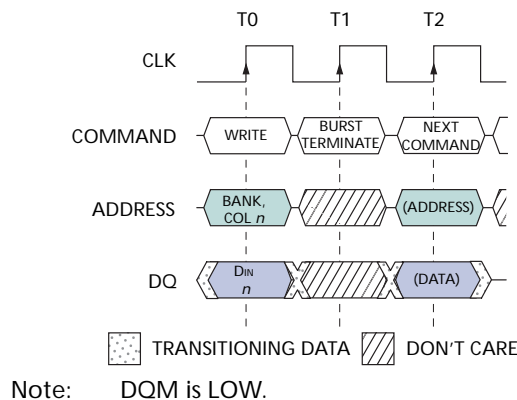 T0 T1 T2
CLK
COMMAND WRITE BURST TERMINATE NEXT COMMAND
ADDRESS BANK, COL n (ADDRESS)
DQ DIN n (DATA)
TRANSITIONING DATA DON'T CARE
Note: DQM is LOW.